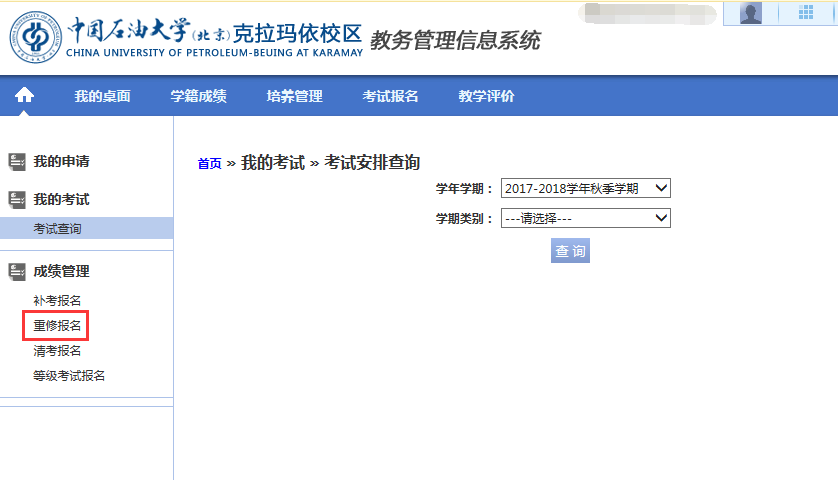 中国石油大学(北京)克拉玛依校区
CHINA UNIVERSITY OF PETROLEUM-BEIJING AT KARAMAY
教务管理信息系统
我的桌面 学籍成绩 培养管理 考试报名 教学评价
我的申请
我的考试
考试查询
成绩管理
补考报名
重修报名
清考报名
等级考试报名
首页 » 我的考试 » 考试安排查询
学年学期： 2017-2018学年秋季学期
学期类别： ---请选择---
查 询